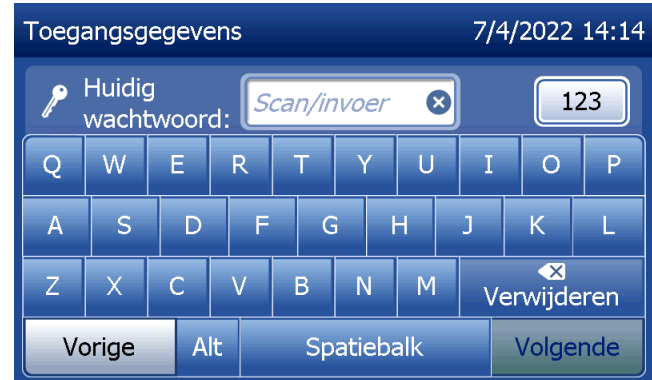 Toegangsgegevens 7/4/2022 14:14
Huidig
wachtwoord: Scan/invoer 123
Q W E R T Y U I O P
A S D F G H J K L
Z X C V B N M Verwijderen
Vorige Alt Spatiebalk Volgende